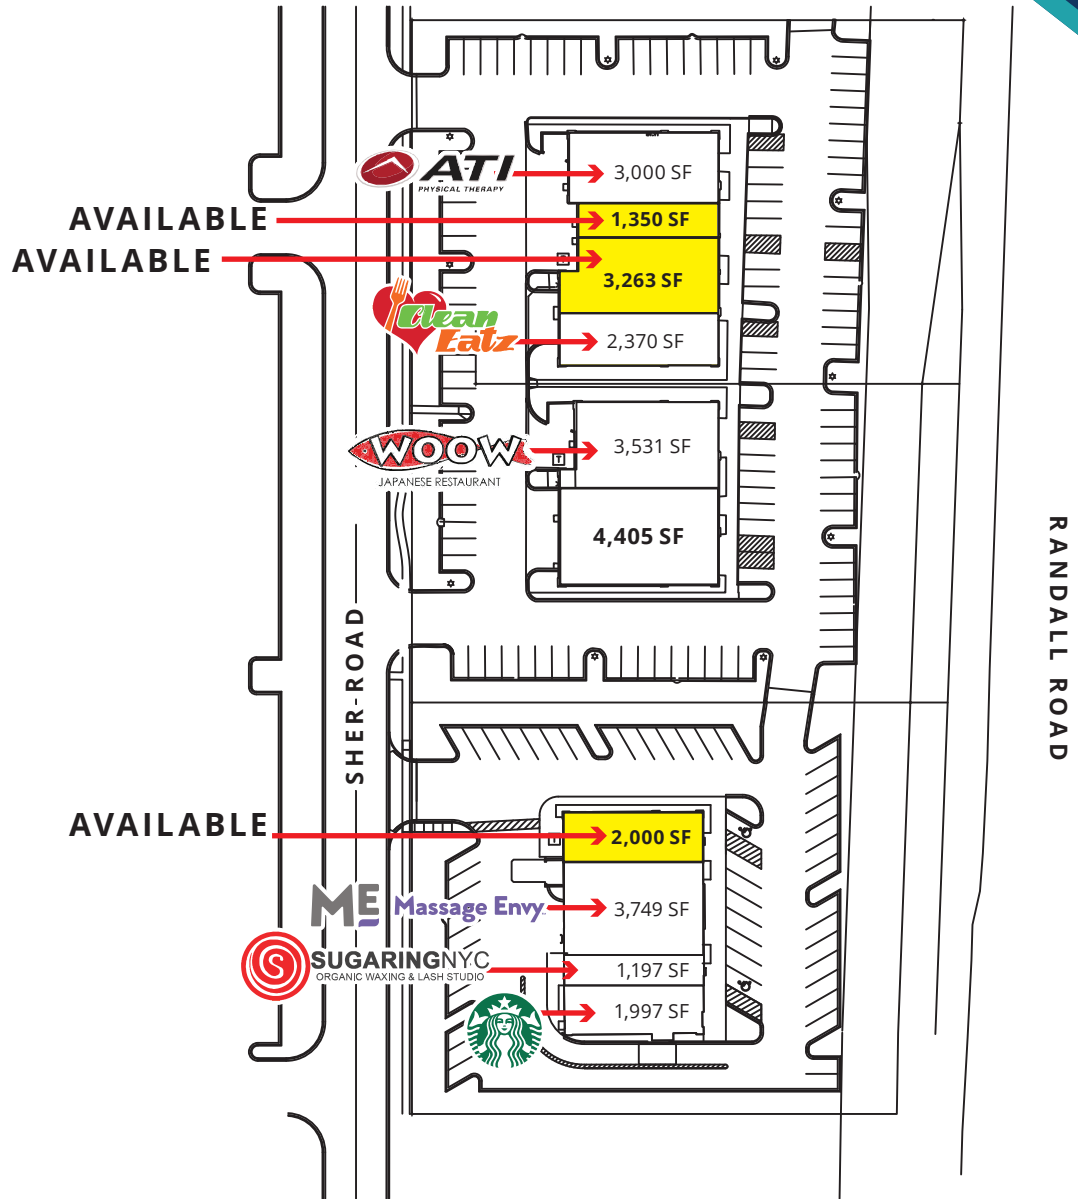 ATI
PHYSICAL THERAPY
3,000 SF
AVAILABLE
1,350 SF
AVAILABLE
3,263 SF
Clean
Eatz
2,370 SF
WOOW
JAPANESE RESTAURANT
3,531 SF
T
4,405 SF
RANDALL ROAD
SHER-ROAD
AVAILABLE
2,000 SF
ME Massage Envy
3,749 SF
SUGARINGNYC
ORGANIC WAXING & LASH STUDIO
1,197 SF
1,997 SF